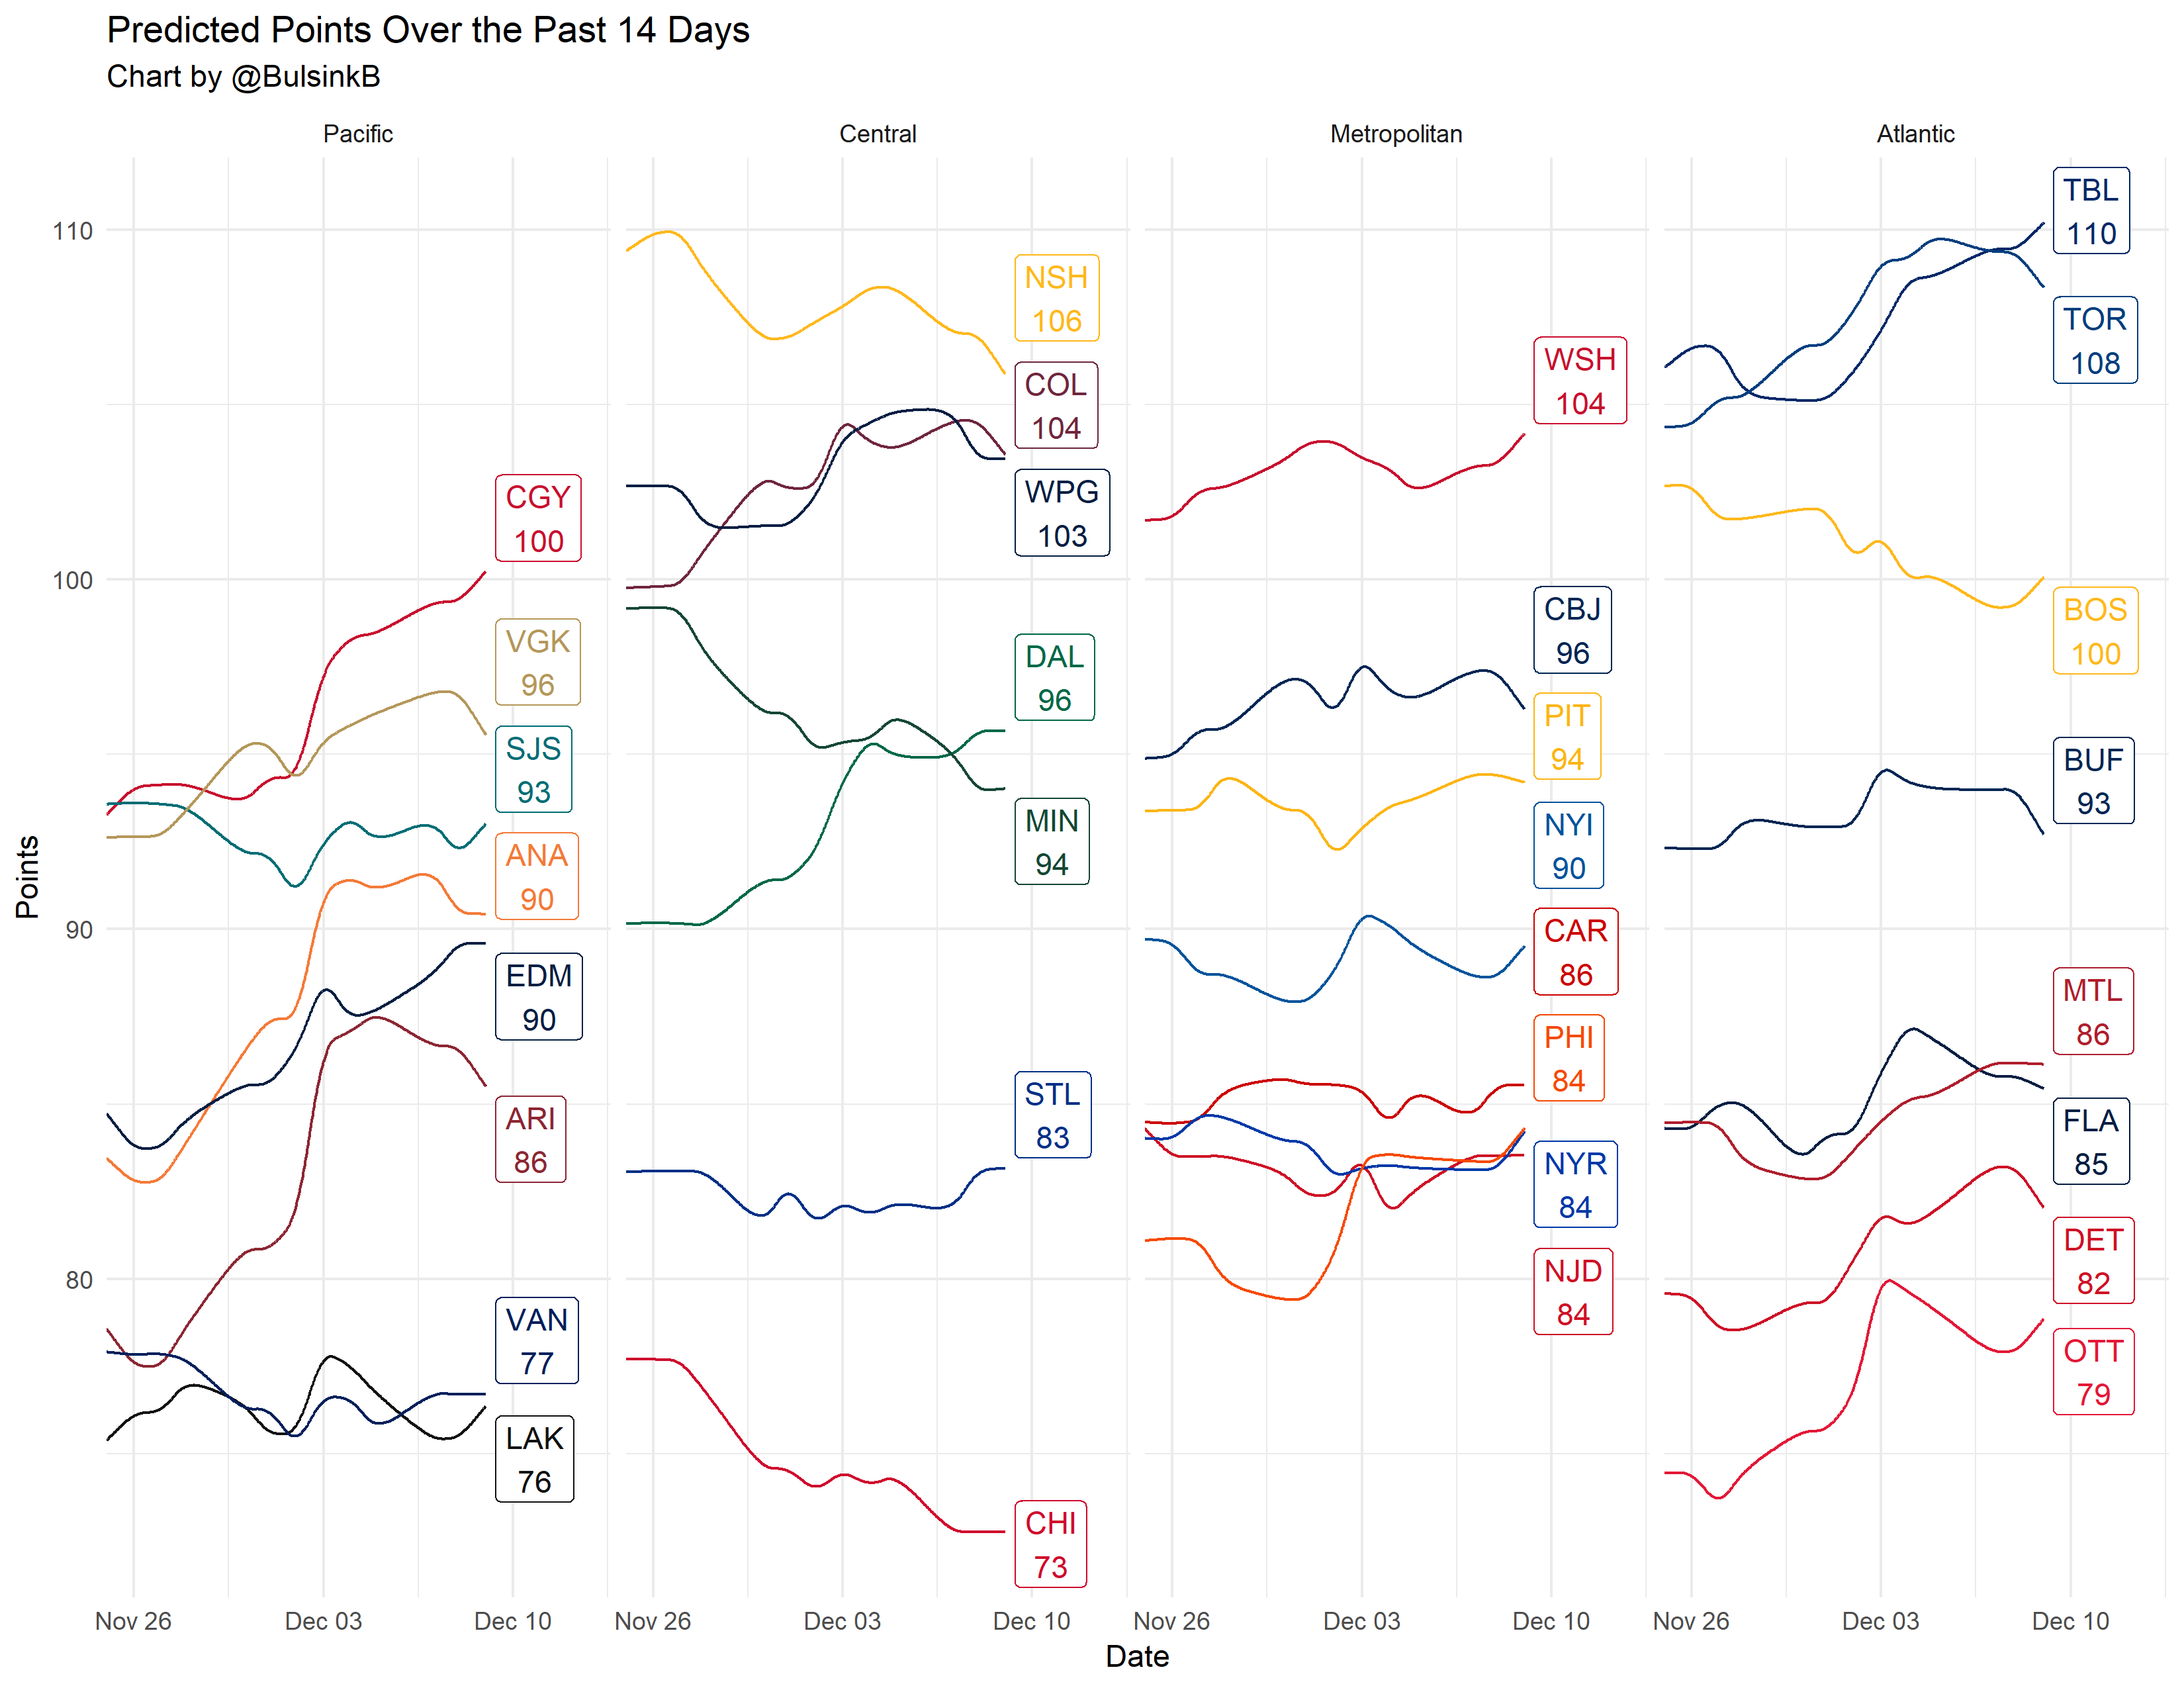 Predicted Points Over the Past 14 Days
Chart by @BulsinkB
Pacific
Central
Metropolitan
Atlantic
Points
110
100
90
80
CGY
100
VGK
96
SJS
93
ANA
90
EDM
90
ARI
86
VAN
77
LAK
76
NSH
106
COL
104
WPG
103
DAL
96
MIN
94
STL
83
CHI
73
WSH
104
CBJ
96
PIT
94
NYI
90
CAR
86
PHI
84
NYR
84
NJD
84
TBL
110
TOR
108
BOS
100
BUF
93
MTL
86
FLA
85
DET
82
OTT
79
Nov 26 Dec 03 Dec 10 Nov 26 Dec 03 Dec 10 Nov 26 Dec 03 Dec 10 Nov 26 Dec 03 Dec 10
Date